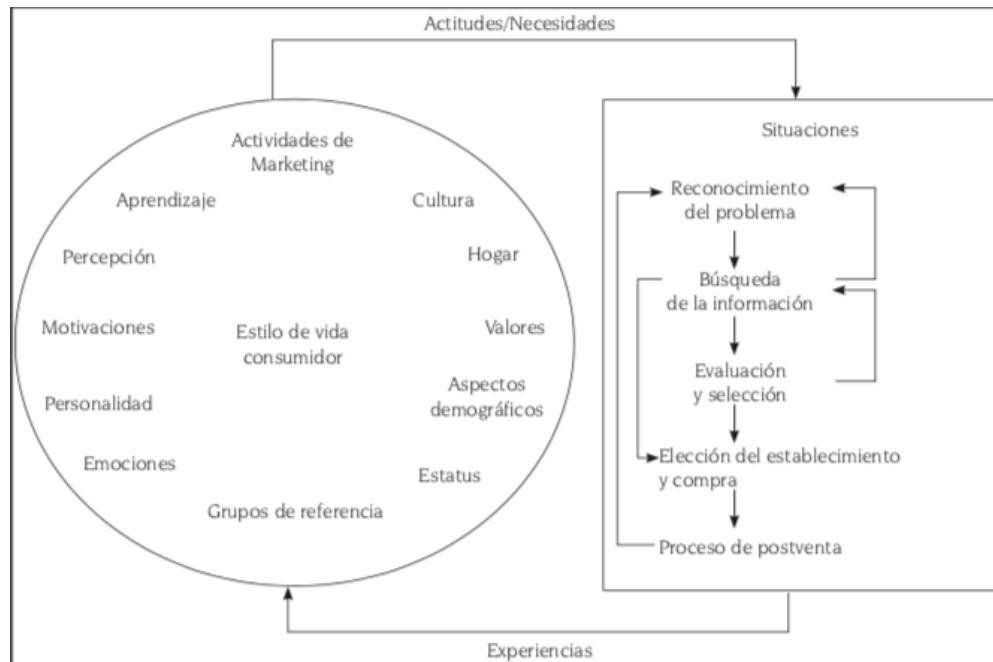 Actitudes/Necesidades
Actividades de
Marketing
Aprendizaje
Cultura
Percepción
Hogar
Motivaciones
Estilo de vida
consumidor
Valores
Personalidad
Aspectos
demográficos
Emociones
Estatus
Grupos de referencia
Situaciones
Reconocimiento
del problema
Búsqueda
de la información
Evaluación
y selección
Elección del establecimiento
y compra
Proceso de postventa
Experiencias